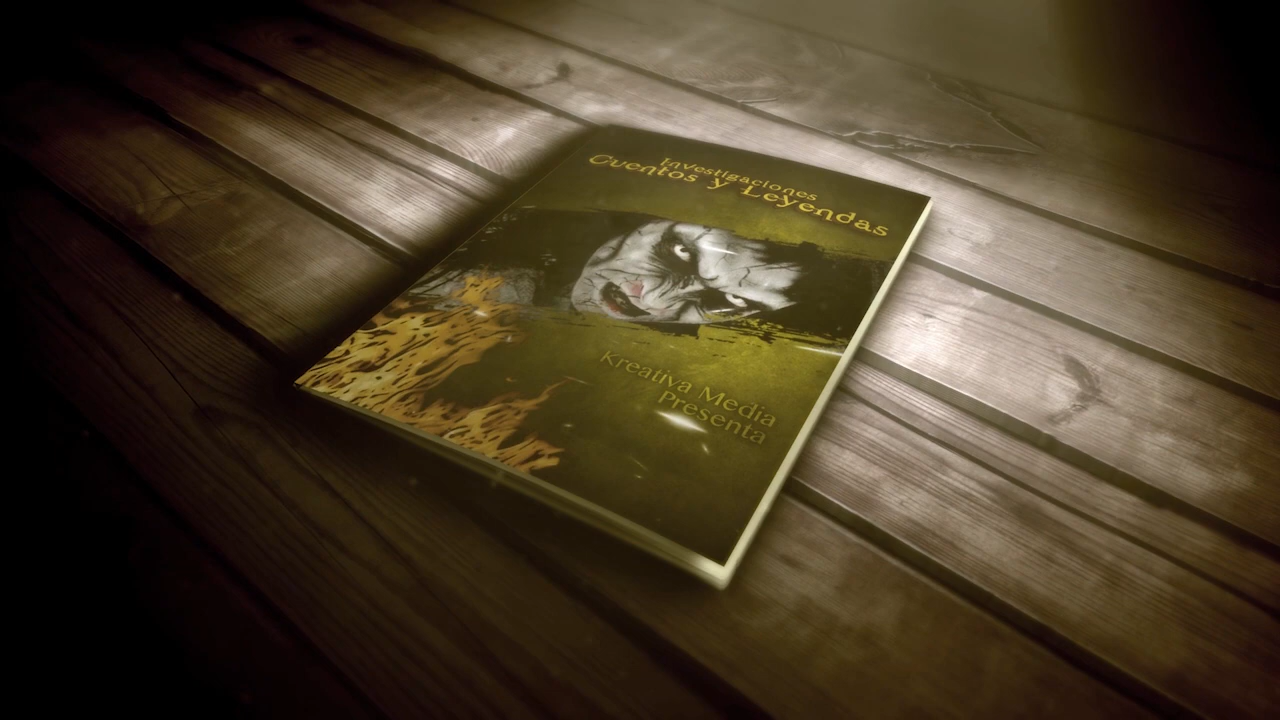 Investigaciones
Cuentos y Leyendas
Kreativa Media
Presenta